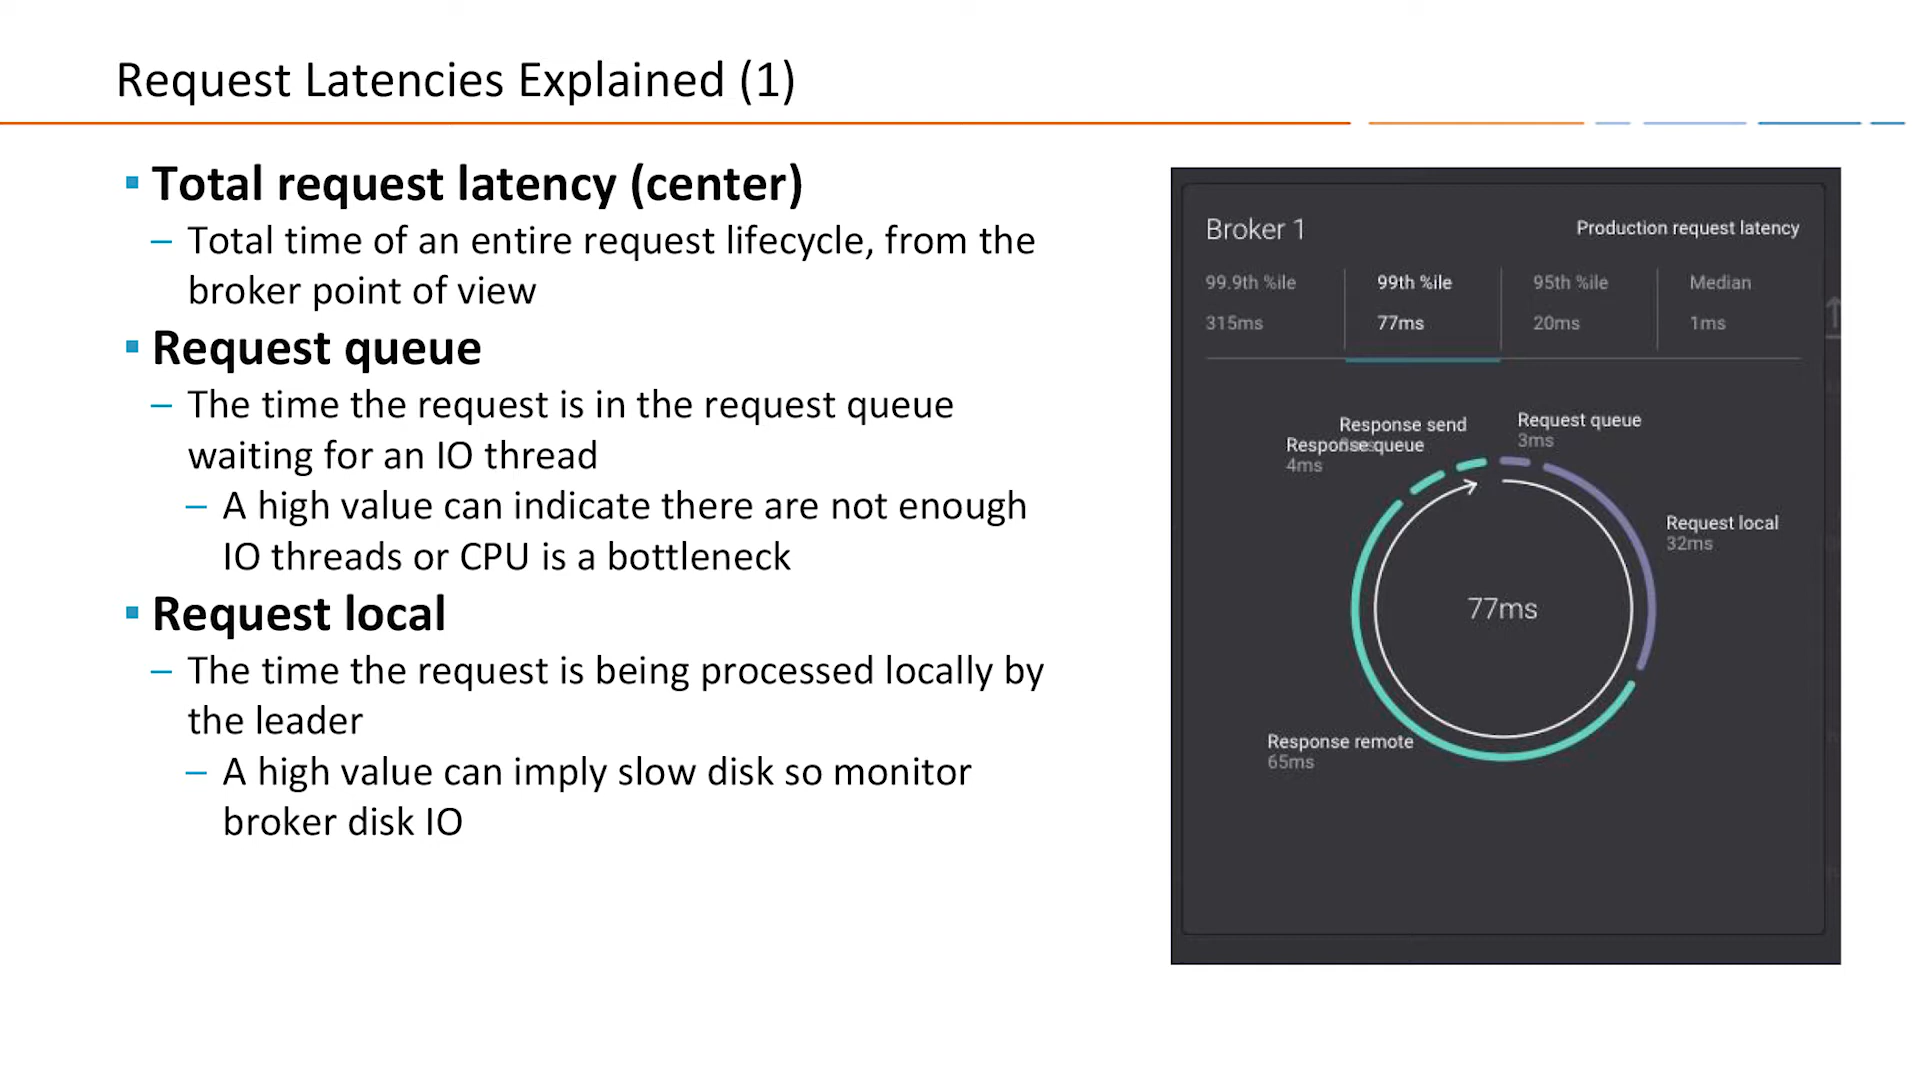 Request Latencies Explained (1)
▪ Total request latency (center)
– Total time of an entire request lifecycle, from the
broker point of view
▪ Request queue
– The time the request is in the request queue
waiting for an IO thread
– A high value can indicate there are not enough
IO threads or CPU is a bottleneck
▪ Request local
– The time the request is being processed locally by
the leader
– A high value can imply slow disk so monitor
broker disk IO
Broker 1
Production request latency
99.9th %ile
315ms
99th %ile
77ms
95th %ile
20ms
Median
1ms
Response send
Response queue
4ms
Request queue
3ms
Request local
32ms
77ms
Response remote
65ms